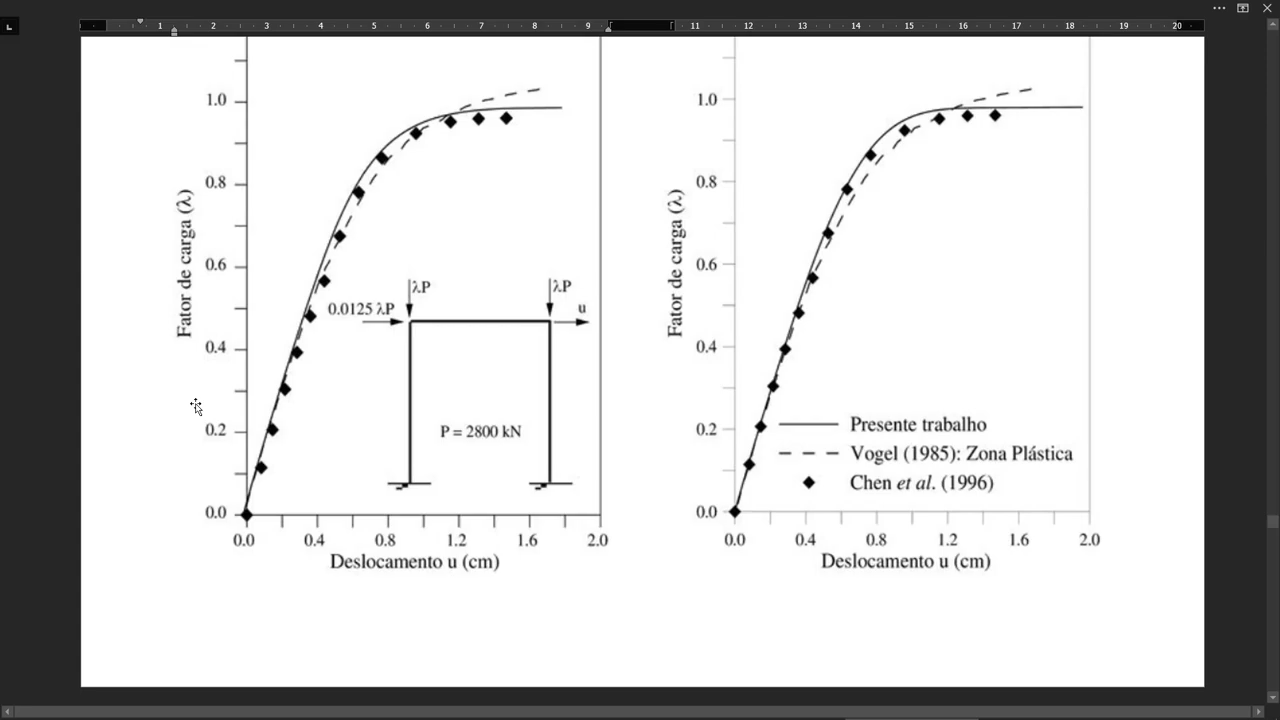 1 2 3 4 5 6 7 8 9 11 12 13 14 15 16 17 18 19 20
1.0
0.8
0.6
0.4
0.2
0.0
Fator de carga (λ)
0.0 0.4 0.8 1.2 1.6 2.0
Deslocamento u (cm)
λP
λP
0.0125 λP
u
P = 2800 kN
1.0
0.8
0.6
0.4
0.2
0.0
Fator de carga (λ)
0.0 0.4 0.8 1.2 1.6 2.0
Deslocamento u (cm)
Presente trabalho
Vogel (1985): Zona Plástica
Chen et al. (1996)